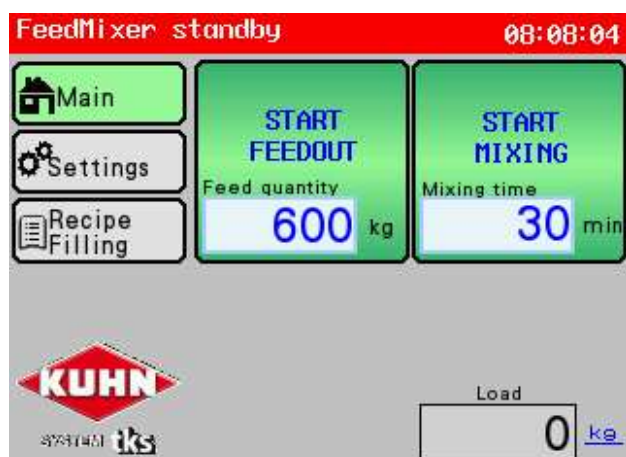 FeedMixer standby 08:08:04
Main
Settings
Recipe
Filling
START
FEEDOUT
Feed quantity
600 kg
START
MIXING
Mixing time
30 min
KUHN
SYSTEM tks
Load
0 kg